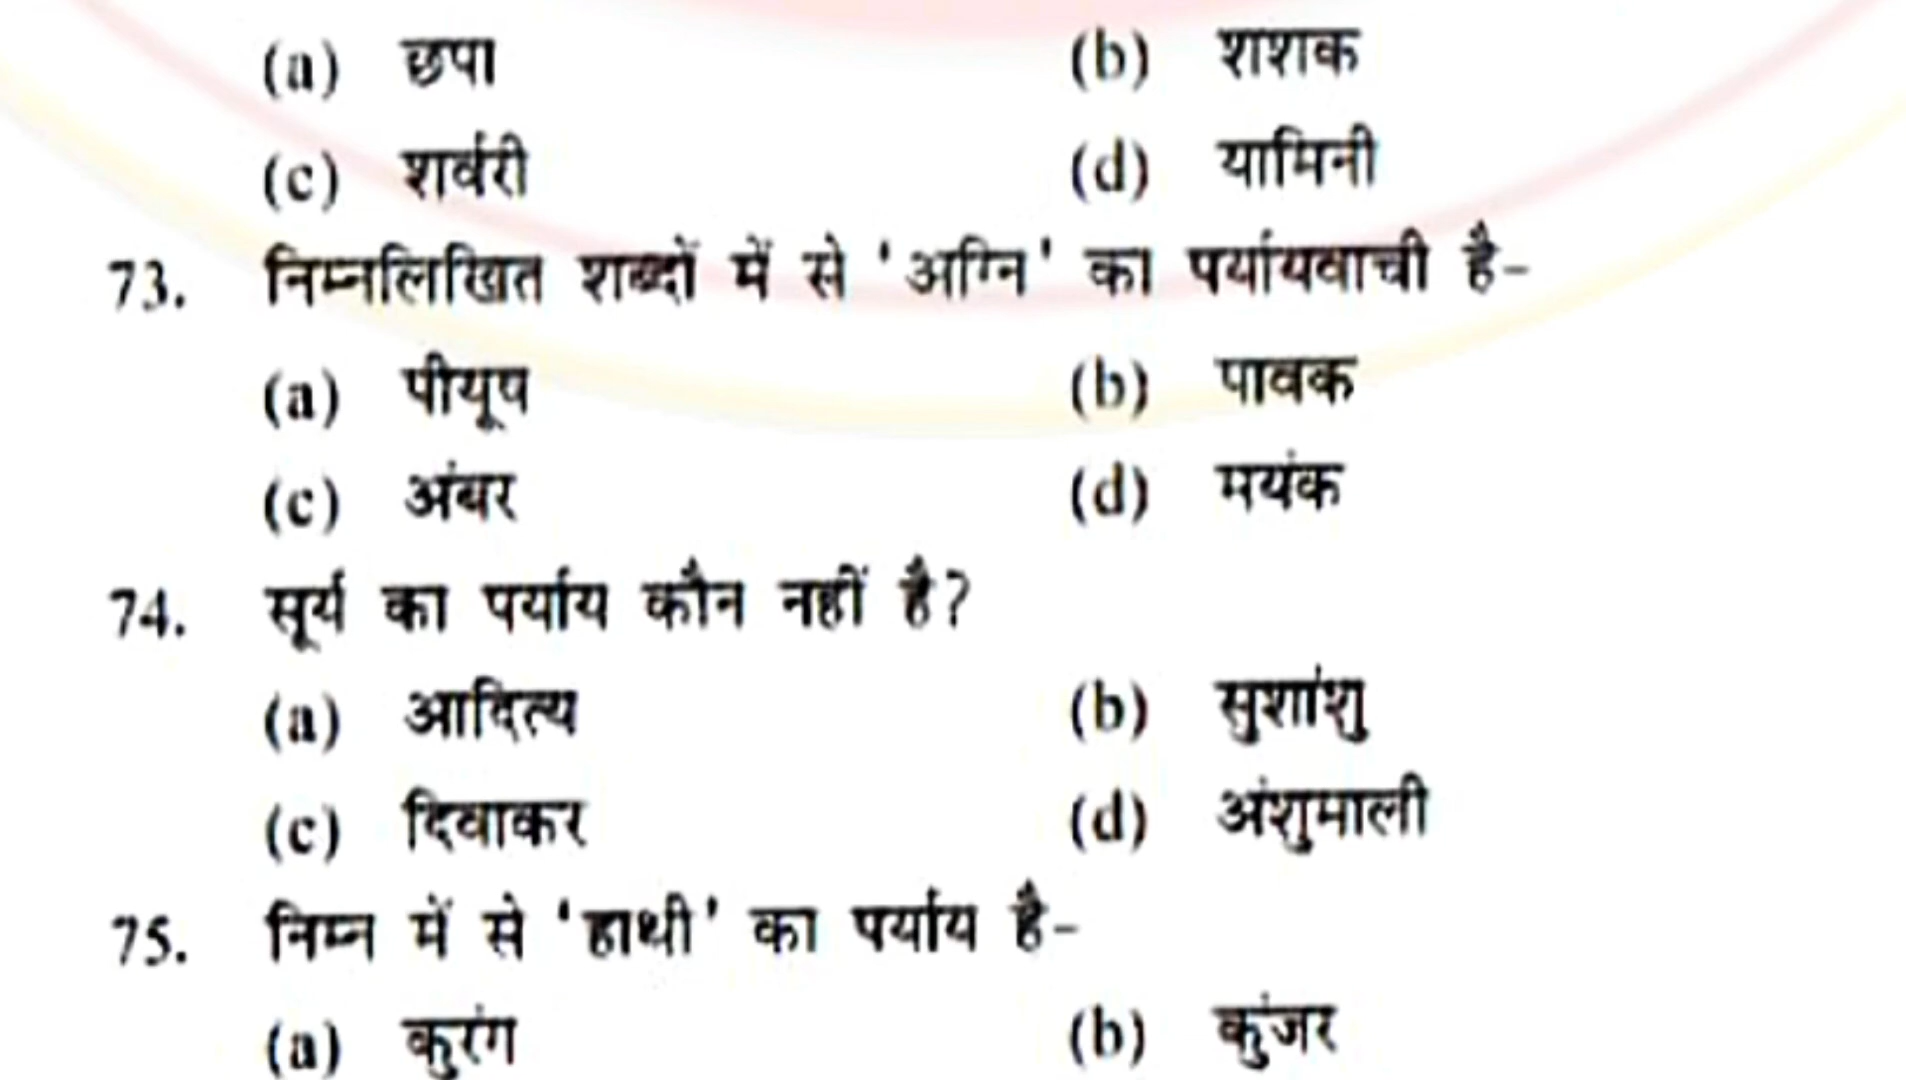 (a) छपा (b) शशक
(c) शर्वरी (d) यामिनी
73. निम्नलिखित शब्दों में से 'अग्नि' का पर्यायवाची है-
(a) पीयूष (b) पावक
(c) अंबर (d) मयंक
74. सूर्य का पर्याय कौन नहीं है?
(a) आदित्य (b) सुशांशु
(c) दिवाकर (d) अंशुमाली
75. निम्न में से 'हाथी' का पर्याय है-
(a) कुरंग (b) कुंजर